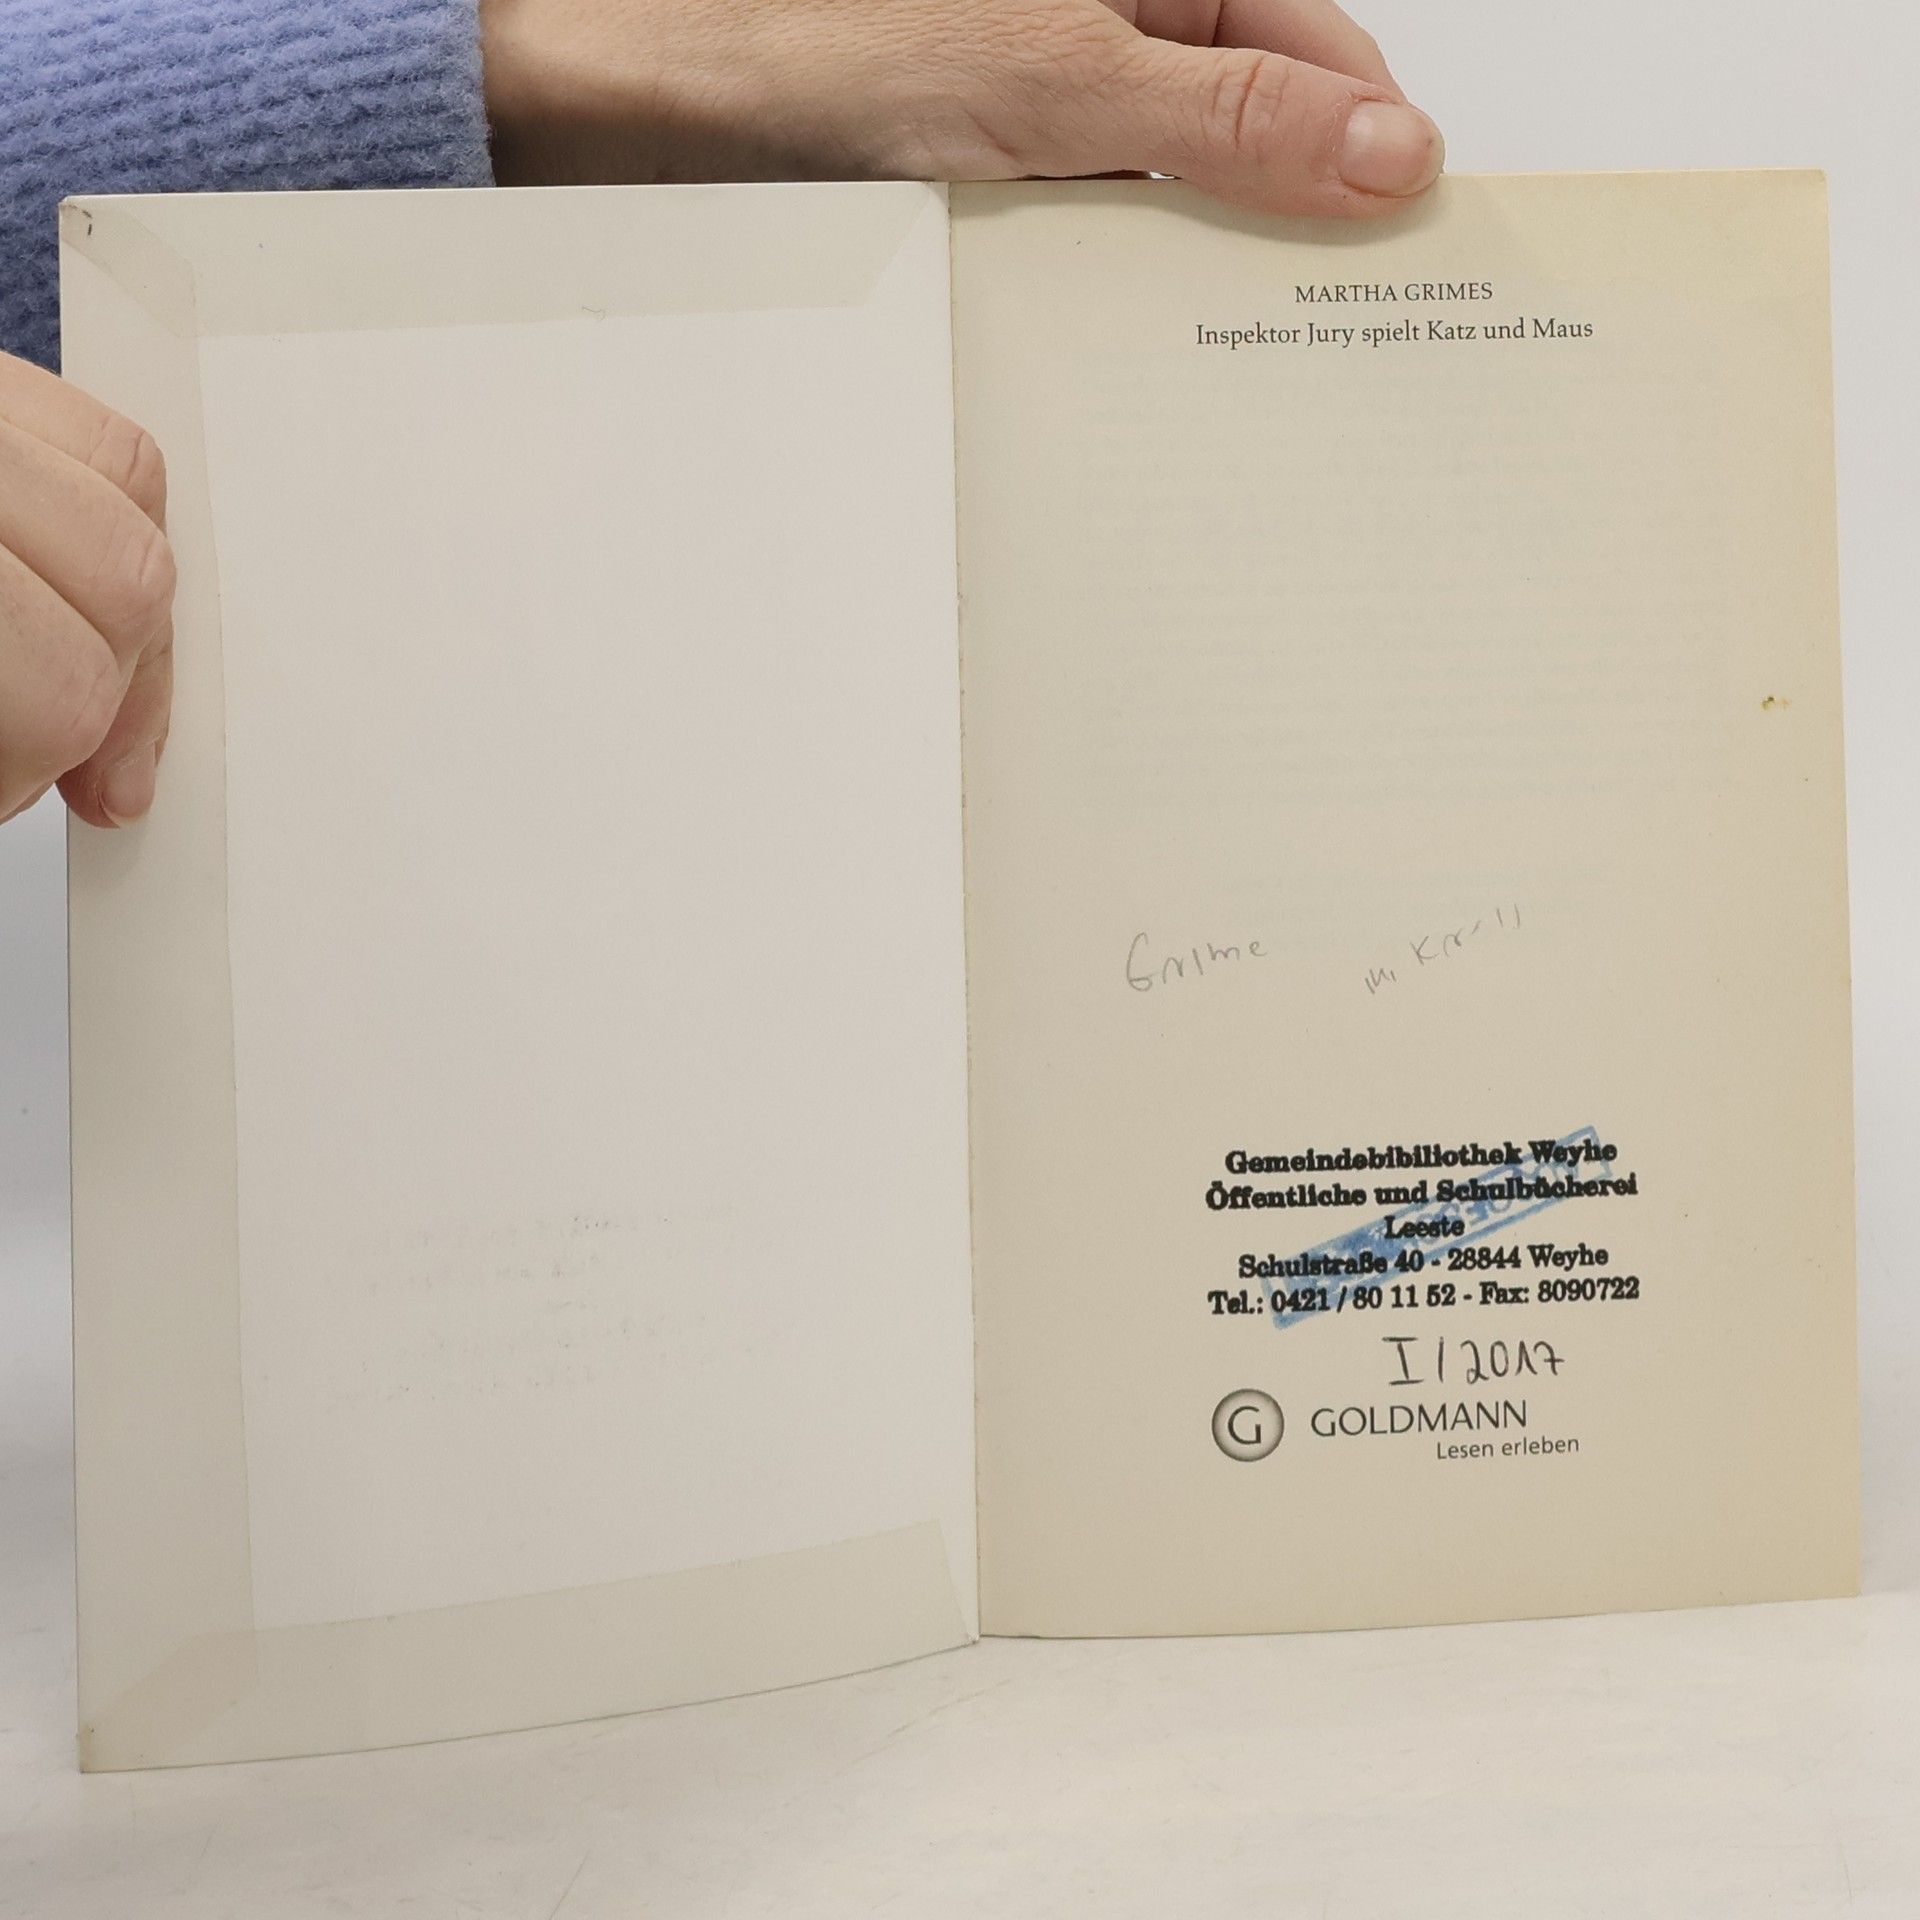 MARTHA GRIMES
Inspektor Jury spielt Katz und Maus
Grime
Gemeindebibiliothek Weyhe
Öffentliche und Schulbücherei
Leeste
Schulstraße 40 - 28844 Weyhe
Tel.: 0421 / 80 11 52 - Fax: 8090722
I / 2017
G GOLDMANN
Lesen erleben